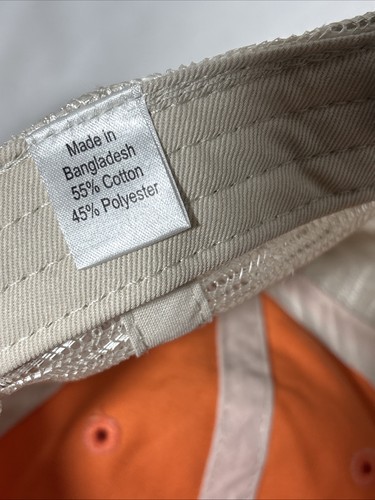 Made in
Bangladesh
55% Cotton
45% Polyester